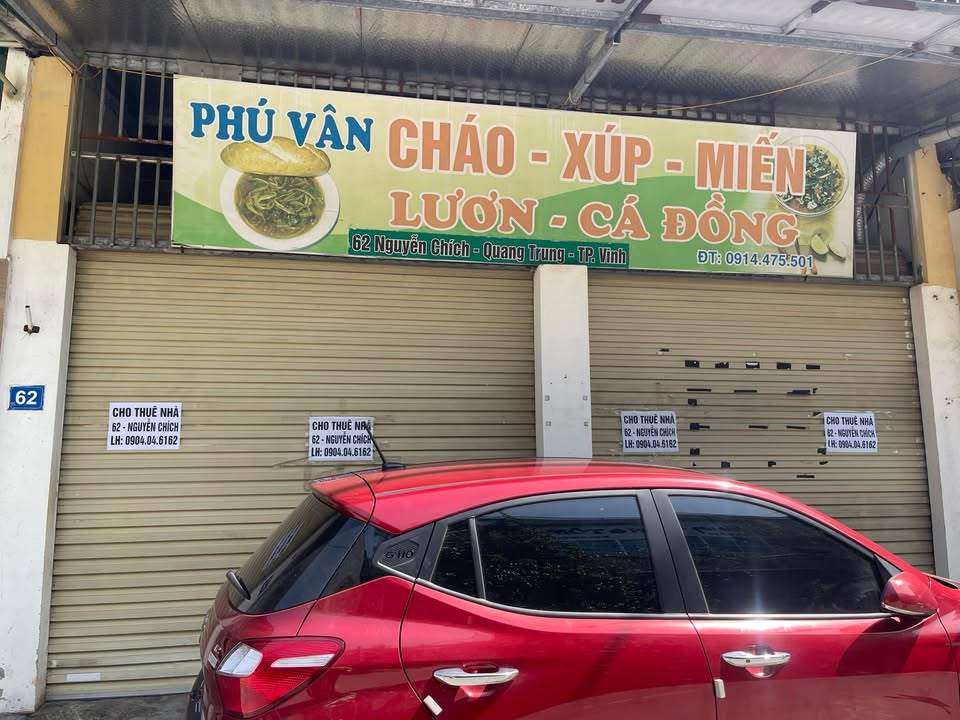 PHÚ VÂN
CHÁO - XÚP - MIẾN
LƯƠN - CÁ ĐỒNG
62 Nguyễn Chích - Quang Trung - TP. Vinh
ĐT: 0914.475.501
62
CHO THUÊ NHÀ
62 - NGUYỄN CHÍCH
LH: 0904.04.6162
CHO THUÊ NHÀ
62 - NGUYỄN CHÍCH
LH: 0904.04.6162
CHO THUÊ NHÀ
62 - NGUYỄN CHÍCH
LH: 0904.04.6162
CHO THUÊ NHÀ
62 - NGUYỄN CHÍCH
LH: 0904.04.6162